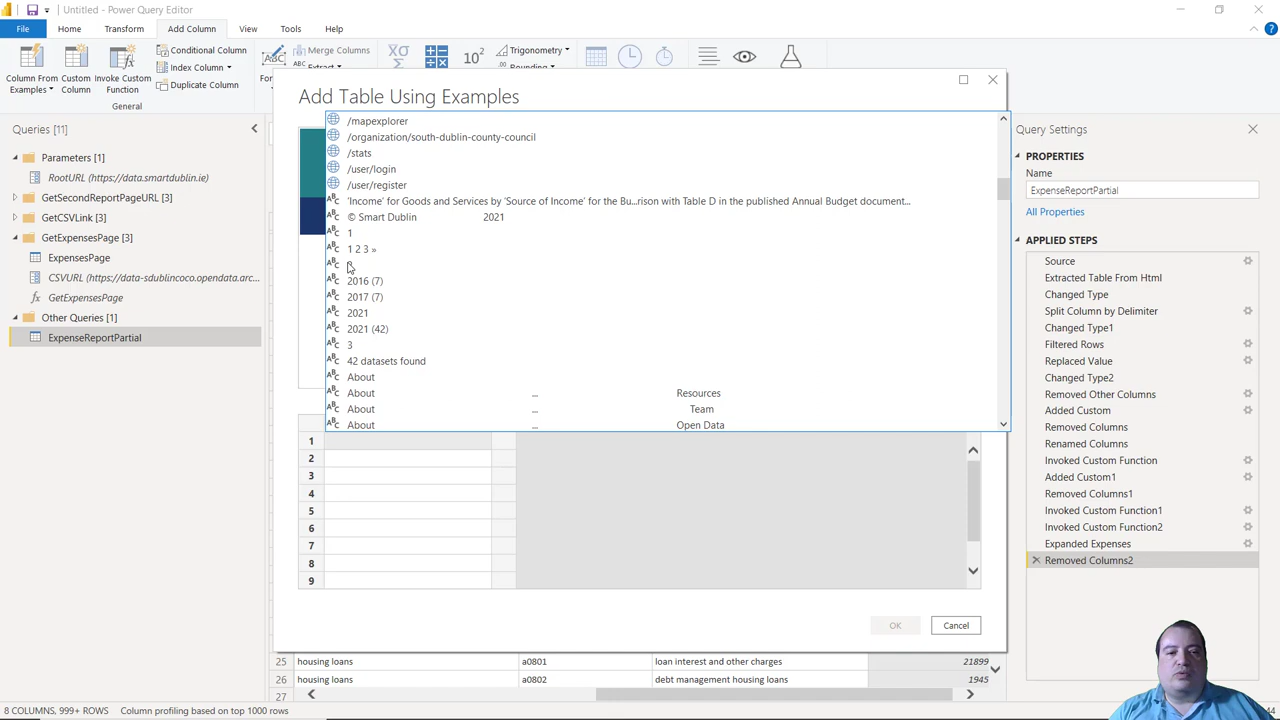 Untitled - Power Query Editor
File Home Transform Add Column View Tools Help
Column From Examples
Custom Column
Invoke Custom Function
Conditional Column
Index Column
Duplicate Column
General
Merge Columns
Extract
10²
Trigonometry
Rounding
Queries [11]
Parameters [1]
RootURL (https://data.smartdublin.ie)
GetSecondReportPageURL [3]
GetCSVLink [3]
GetExpensesPage [3]
ExpensesPage
CSVURL (https://data-sdublincoco.opendata.arc...
GetExpensesPage
Other Queries [1]
ExpenseReportPartial
Add Table Using Examples
/mapexplorer
/organization/south-dublin-county-council
/stats
/user/login
/user/register
'Income' for Goods and Services by 'Source of Income' for the Bu...rison with Table D in the published Annual Budget document...
© Smart Dublin 2021
1
1 2 3 »
2016 (7)
2017 (7)
2021
2021 (42)
3
42 datasets found
About
About ... Resources
About ... Team
About ... Open Data
1
2
3
4
5
6
7
8
9
OK Cancel
25 housing loans a0801 loan interest and other charges 21899
26 housing loans a0802 debt management housing loans 1945
27
Query Settings
PROPERTIES
Name
ExpenseReportPartial
All Properties
APPLIED STEPS
Source
Extracted Table From Html
Changed Type
Split Column by Delimiter
Changed Type1
Filtered Rows
Replaced Value
Changed Type2
Removed Other Columns
Added Custom
Removed Columns
Renamed Columns
Invoked Custom Function
Added Custom1
Removed Columns1
Invoked Custom Function1
Invoked Custom Function2
Expanded Expenses
Removed Columns2
8 COLUMNS, 999+ ROWS Column profiling based on top 1000 rows